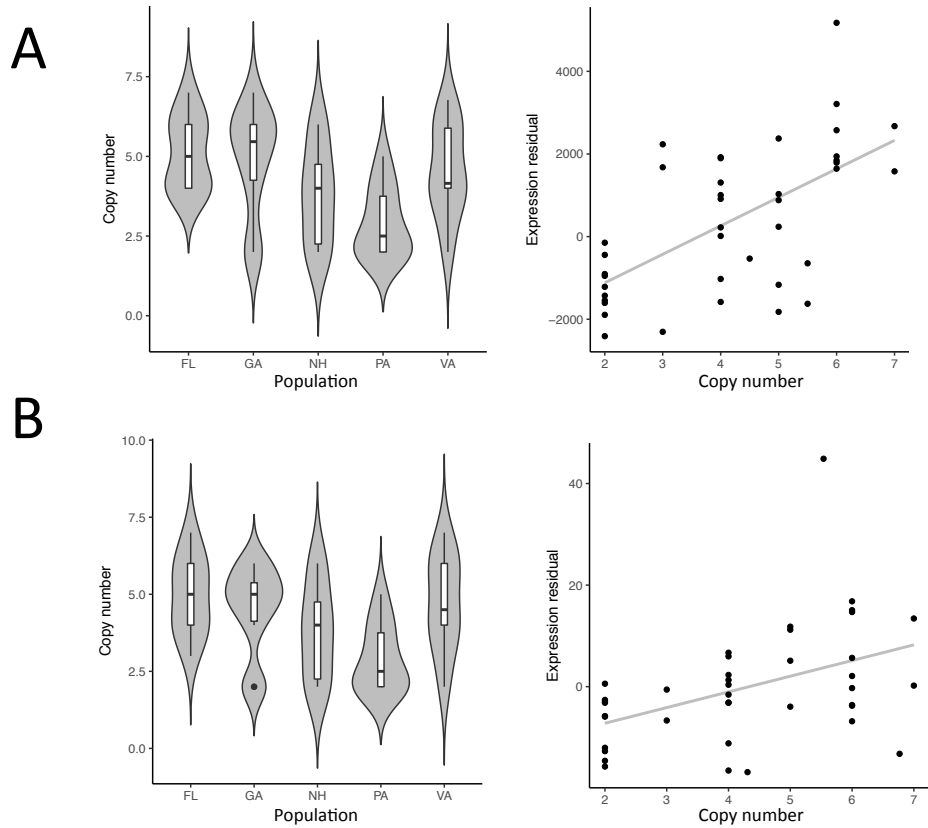 A
Copy number
7.5
5.0
2.5
0.0
FL GA NH PA VA
Population
Expression residual
4000
2000
0
−2000
2 3 4 5 6 7
Copy number
B
Copy number
10.0
7.5
5.0
2.5
0.0
FL GA NH PA VA
Population
Expression residual
40
20
0
2 3 4 5 6 7
Copy number